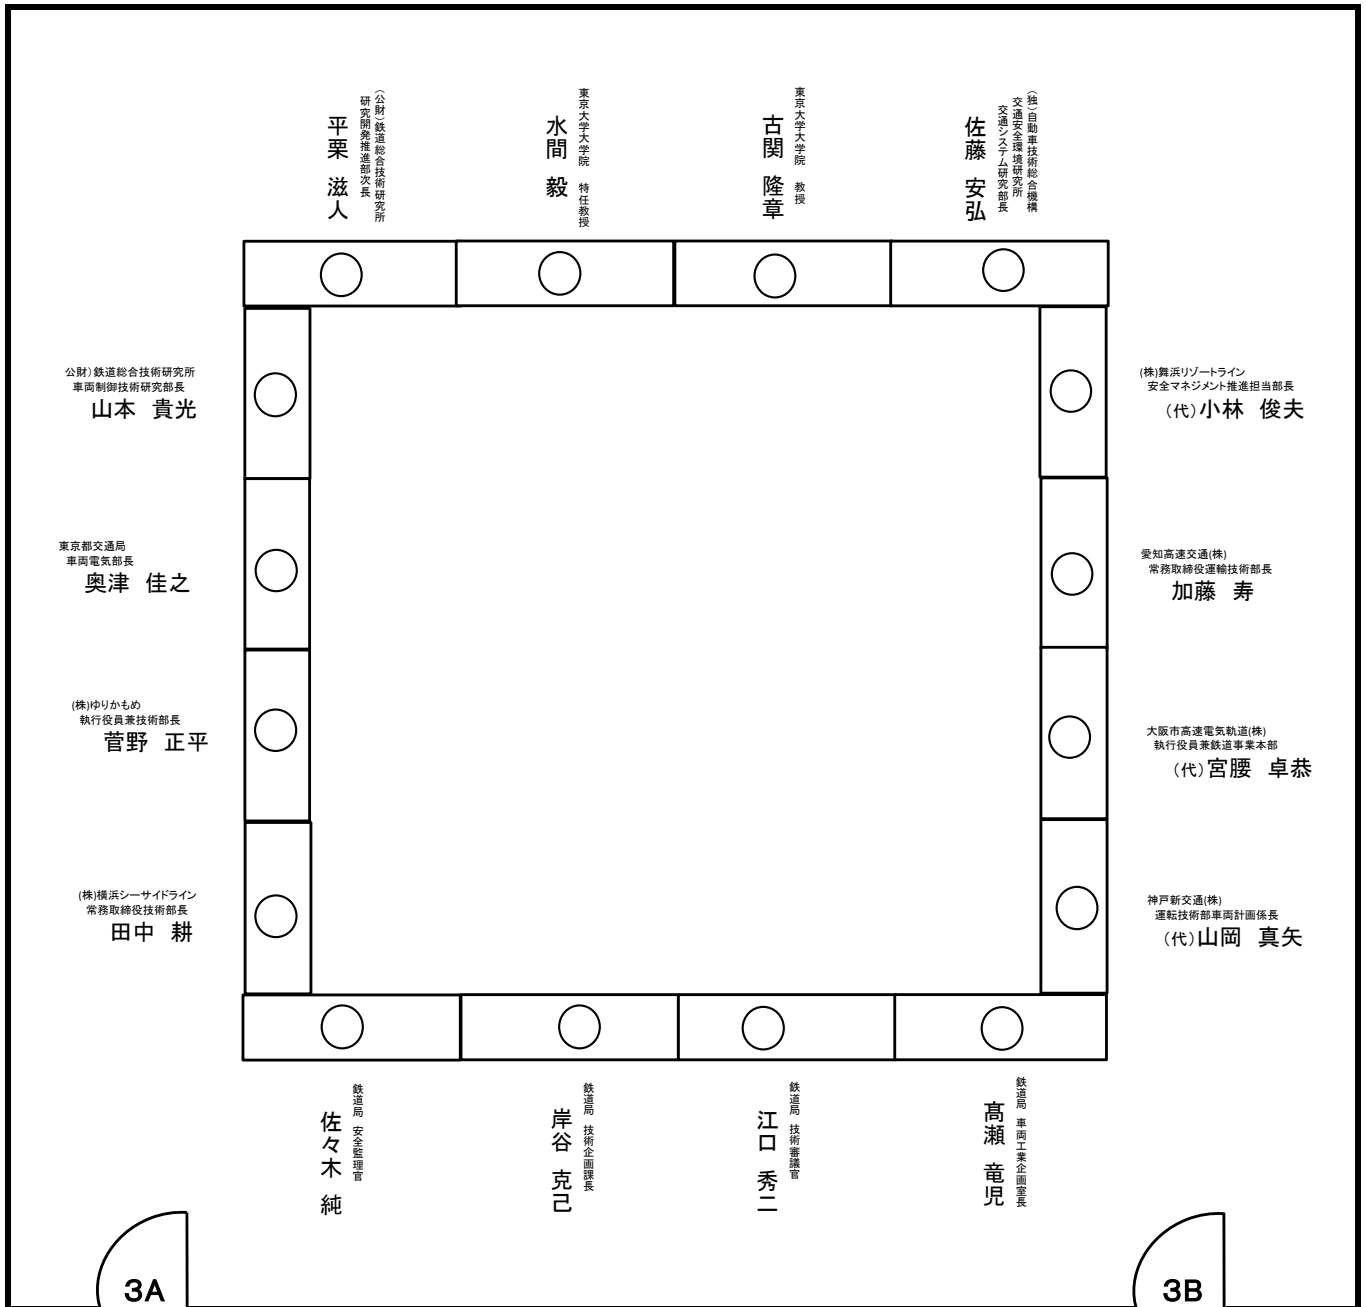 (公財)鉄道総合技術研究所
研究開発推進部次長
平栗 滋人
東京大学大学院 特任教授
水間 毅
東京大学大学院 教授
古関 隆章
(独)自動車技術総合機構
交通安全環境研究所
交通システム研究部長
佐藤 安弘
公財)鉄道総合技術研究所
車両制御技術研究部長
山本 貴光
東京都交通局
車両電気部長
奥津 佳之
(株)ゆりかもめ
執行役員兼技術部長
菅野 正平
(株)横浜シーサイドライン
常務取締役技術部長
田中 耕
(株)舞浜リゾートライン
安全マネジメント推進担当部長
(代)小林 俊夫
愛知高速交通(株)
常務取締役運輸技術部長
加藤 寿
大阪市高速電気軌道(株)
執行役員兼鉄道事業本部
(代)宮腰 卓恭
神戸新交通(株)
運転技術部車両計画係長
(代)山岡 真矢
鉄道局 安全監理官
佐々木 純
鉄道局 技術企画課長
岸谷 克己
鉄道局 技術審議官
江口 秀二
鉄道局 車両工業企画室長
髙瀬 竜児
3A
3B